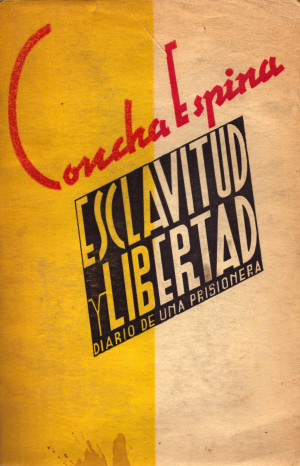 Concha Espina
ESCLAVITUD
Y LIBERTAD
DIARIO DE UNA PRISIONERA